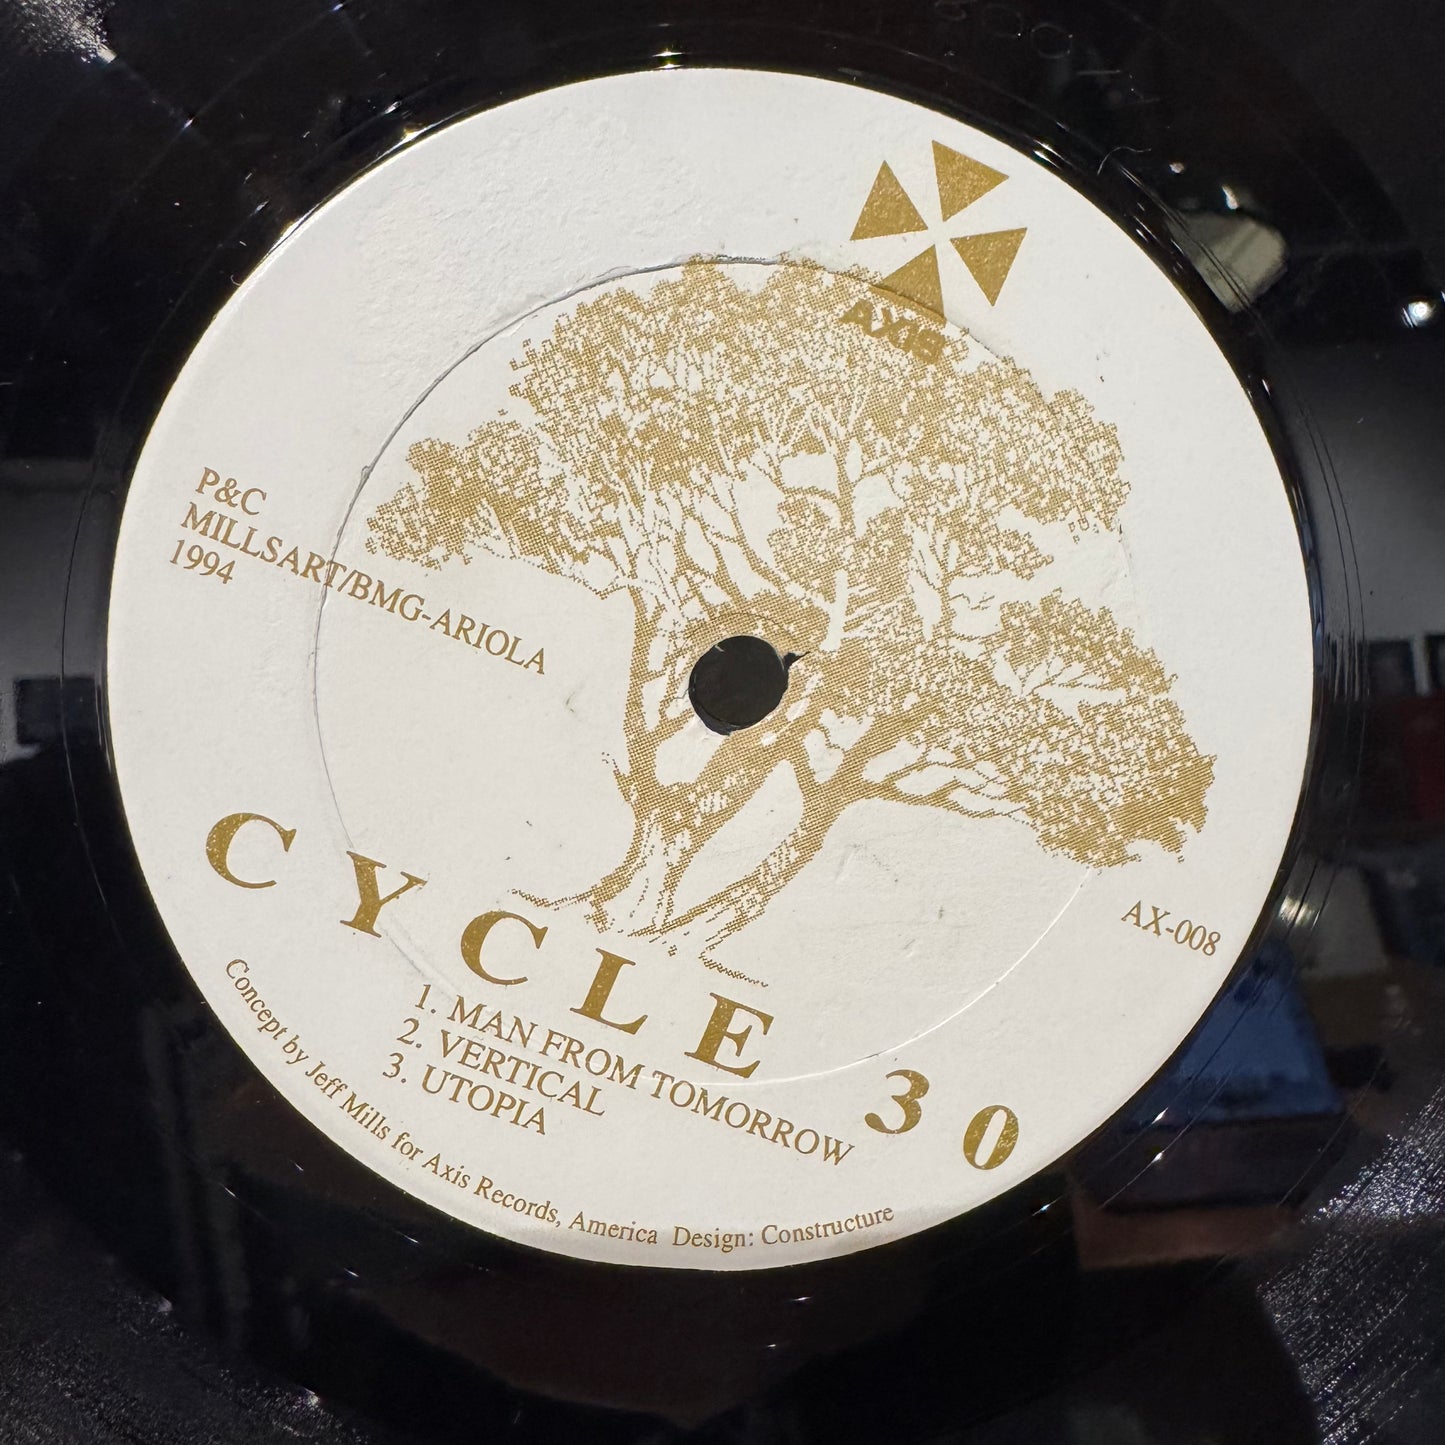 AXIS
P&C
MILLSART/BMG-ARIOLA
1994
AX-008
CYCLE 30
1. MAN FROM TOMORROW
2. VERTICAL
3. UTOPIA
Concept by Jeff Mills for Axis Records, America Design: Constructure